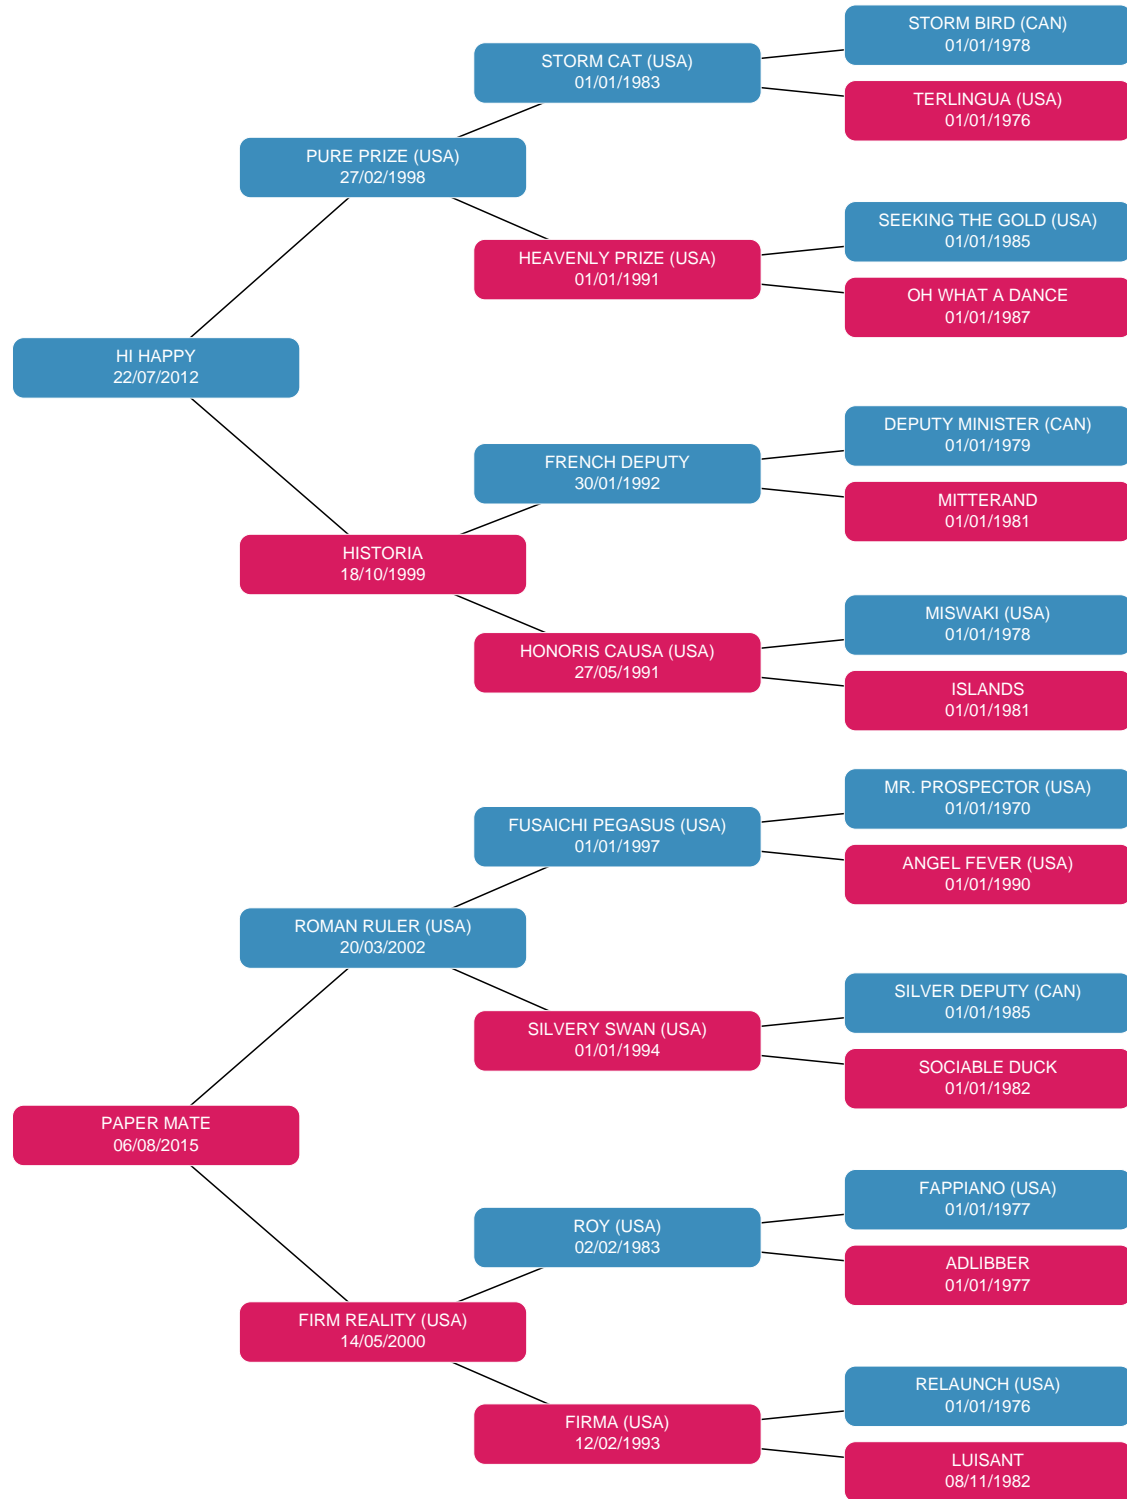 STORM BIRD (CAN)
01/01/1978
STORM CAT (USA)
01/01/1983
TERLINGUA (USA)
01/01/1976
PURE PRIZE (USA)
27/02/1998
SEEKING THE GOLD (USA)
01/01/1985
HEAVENLY PRIZE (USA)
01/01/1991
OH WHAT A DANCE
01/01/1987
HI HAPPY
22/07/2012
DEPUTY MINISTER (CAN)
01/01/1979
FRENCH DEPUTY
30/01/1992
MITTERAND
01/01/1981
HISTORIA
18/10/1999
MISWAKI (USA)
01/01/1978
HONORIS CAUSA (USA)
27/05/1991
ISLANDS
01/01/1981
MR. PROSPECTOR (USA)
01/01/1970
FUSAICHI PEGASUS (USA)
01/01/1997
ANGEL FEVER (USA)
01/01/1990
ROMAN RULER (USA)
20/03/2002
SILVER DEPUTY (CAN)
01/01/1985
SILVERY SWAN (USA)
01/01/1994
SOCIABLE DUCK
01/01/1982
PAPER MATE
06/08/2015
FAPPIANO (USA)
01/01/1977
ROY (USA)
02/02/1983
ADLIBBER
01/01/1977
FIRM REALITY (USA)
14/05/2000
RELAUNCH (USA)
01/01/1976
FIRMA (USA)
12/02/1993
LUISANT
08/11/1982